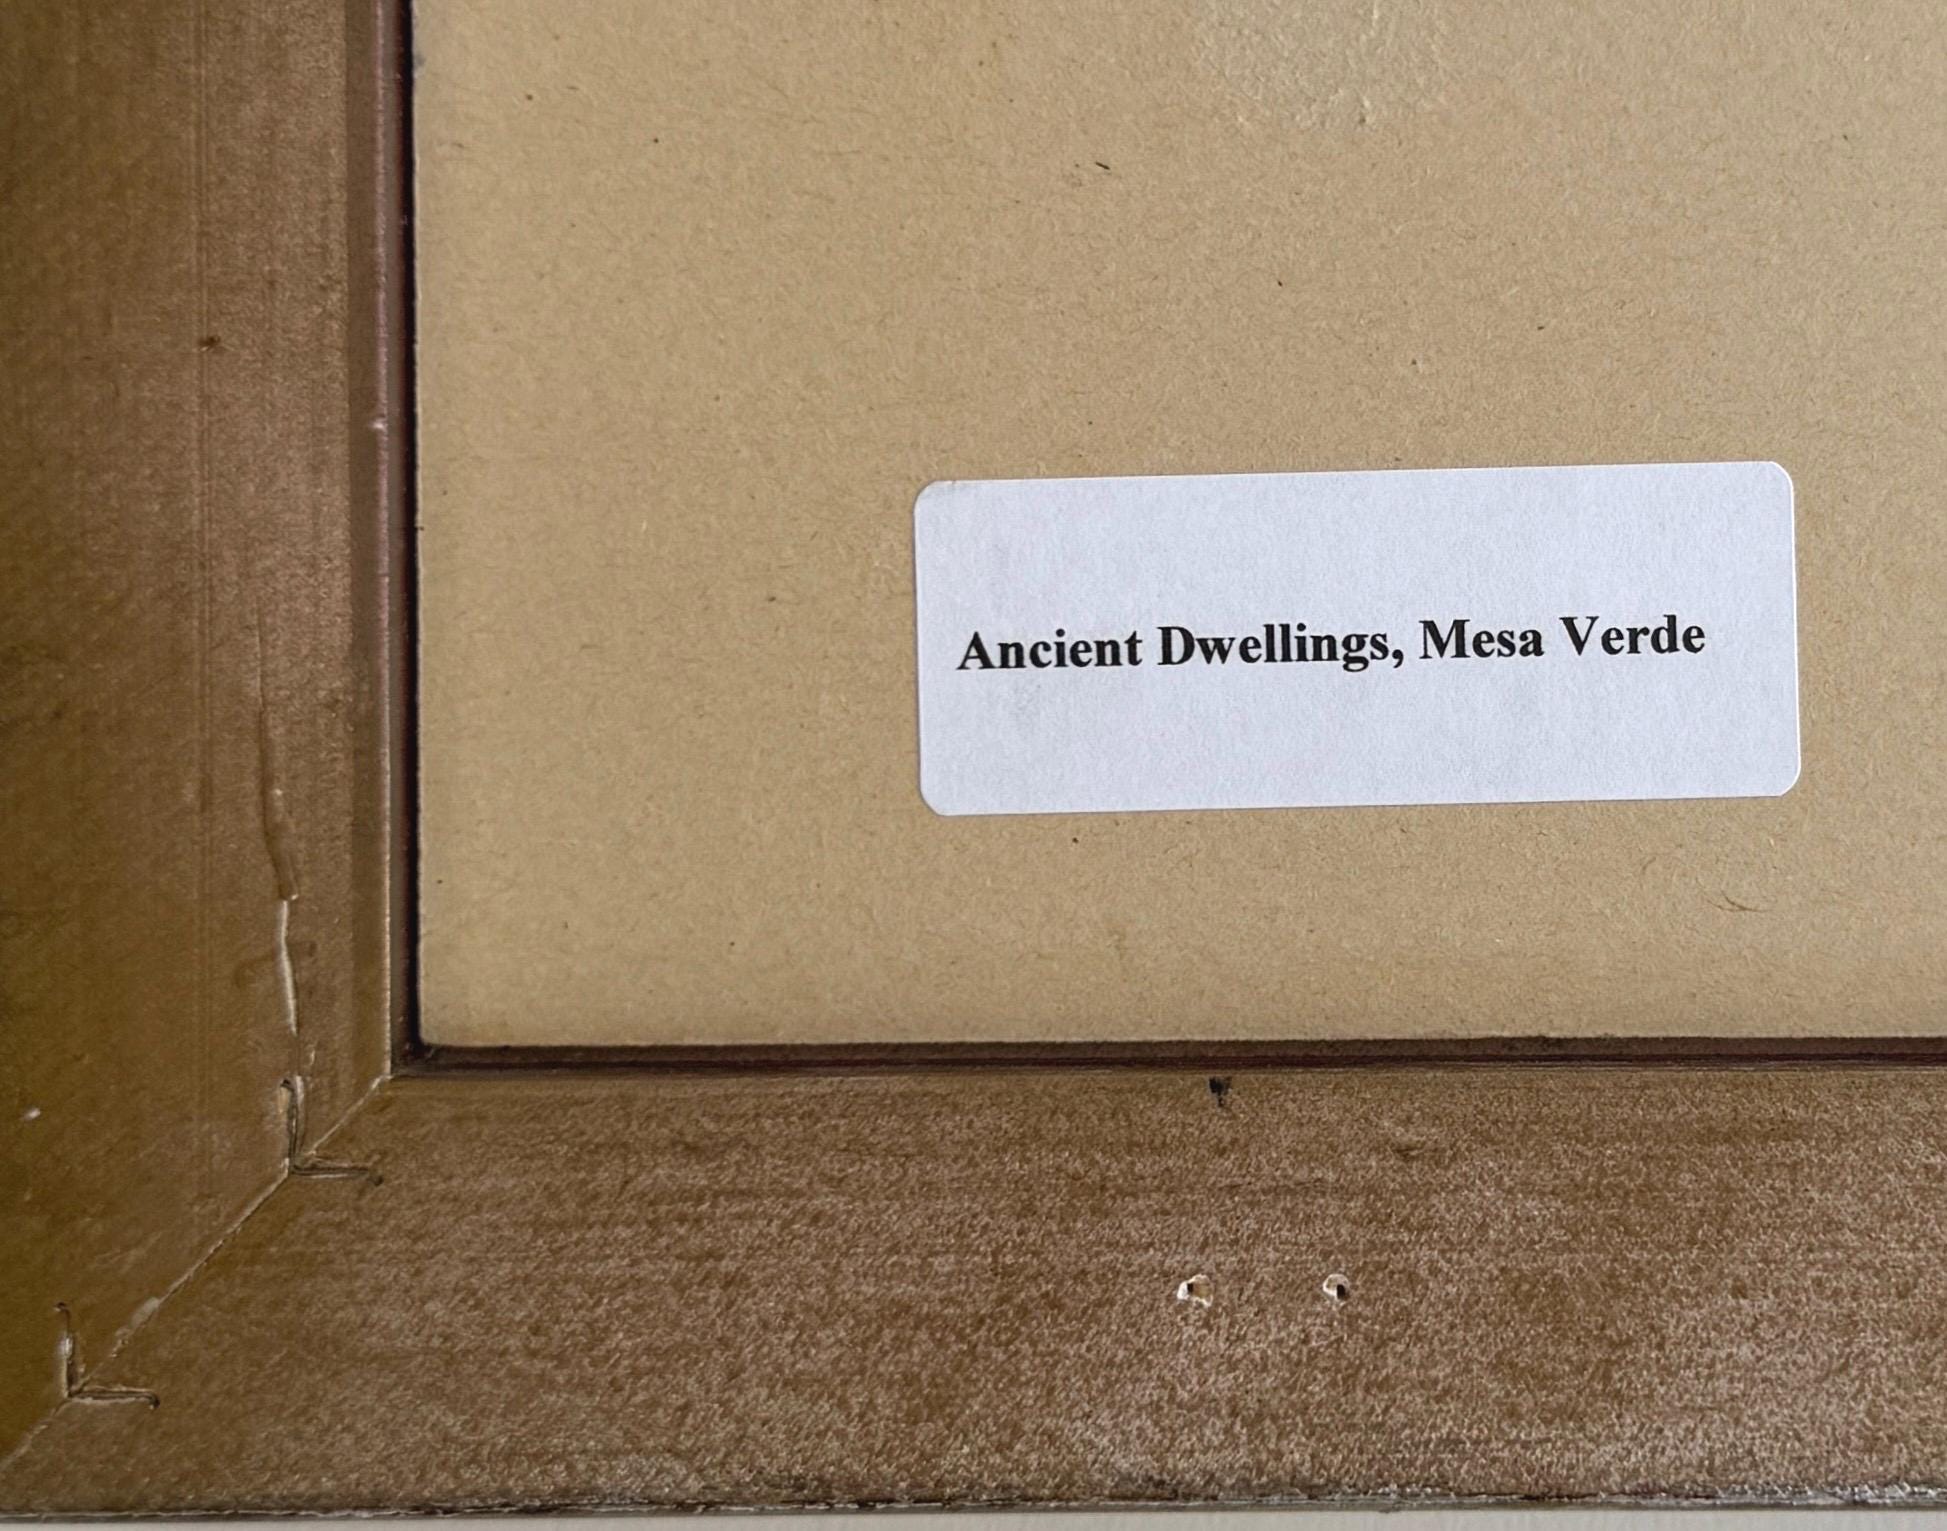 Ancient Dwellings, Mesa Verde